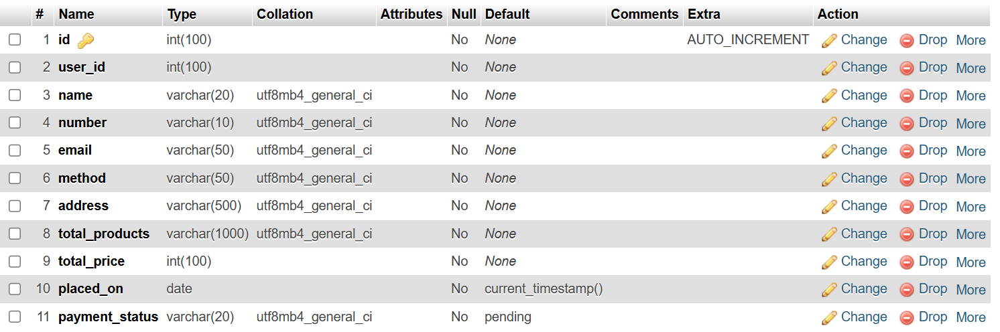 # Name Type Collation Attributes Null Default Comments Extra Action
1 id int(100) No None AUTO_INCREMENT Change Drop More
2 user_id int(100) No None Change Drop More
3 name varchar(20) utf8mb4_general_ci No None Change Drop More
4 number varchar(10) utf8mb4_general_ci No None Change Drop More
5 email varchar(50) utf8mb4_general_ci No None Change Drop More
6 method varchar(50) utf8mb4_general_ci No None Change Drop More
7 address varchar(500) utf8mb4_general_ci No None Change Drop More
8 total_products varchar(1000) utf8mb4_general_ci No None Change Drop More
9 total_price int(100) No None Change Drop More
10 placed_on date No current_timestamp() Change Drop More
11 payment_status varchar(20) utf8mb4_general_ci No pending Change Drop More